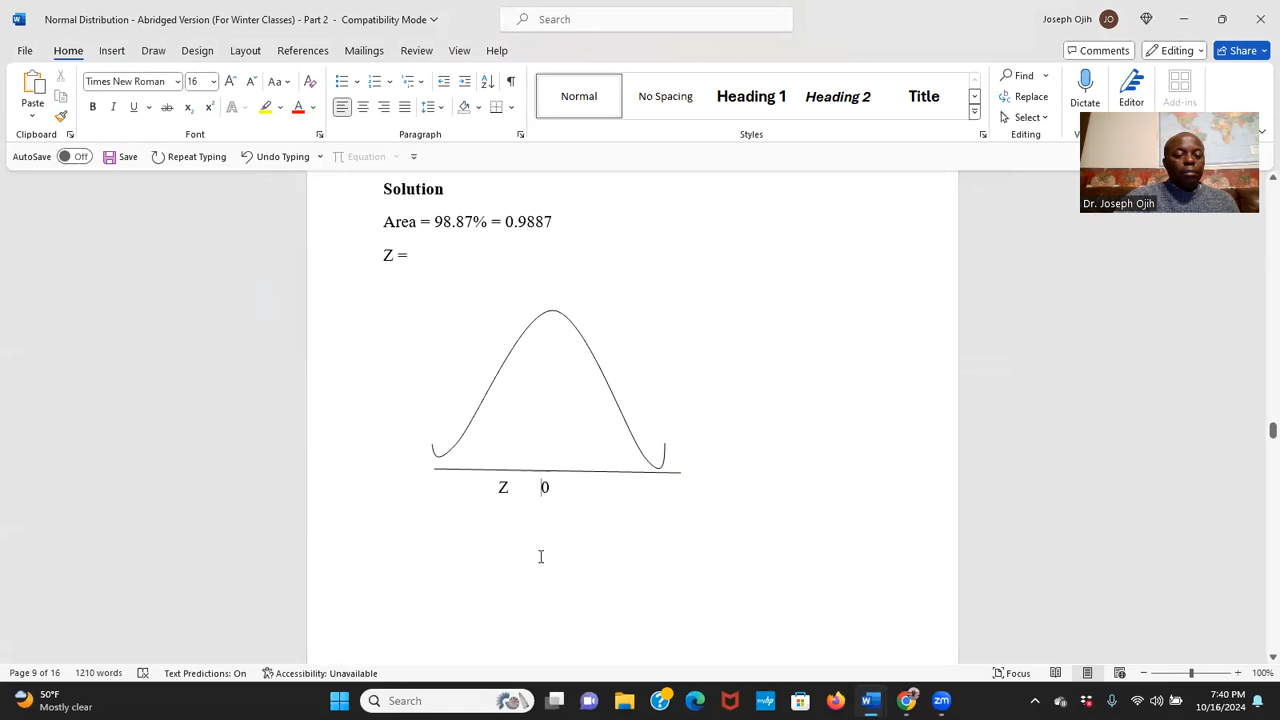 Normal Distribution - Abridged Version (For Winter Classes) - Part 2 - Compatibility Mode
Search
Joseph Ojih
JO
File Home Insert Draw Design Layout References Mailings Review View Help
Comments
Editing
Share
Paste
Clipboard
Times New Roman
16
Font
Paragraph
Normal
No Spacing
Heading 1
Heading 2
Title
Styles
Find
Replace
Select
Editing
Dictate
Editor
Add-ins
AutoSave Off Save Repeat Typing Undo Typing Equation
Dr. Joseph Ojih
Solution
Area = 98.87% = 0.9887
Z =
Z 0
Page 9 of 16 1210 words Text Predictions: On Accessibility: Unavailable
Focus
100%
50°F
Mostly clear
Search
7:40 PM
10/16/2024